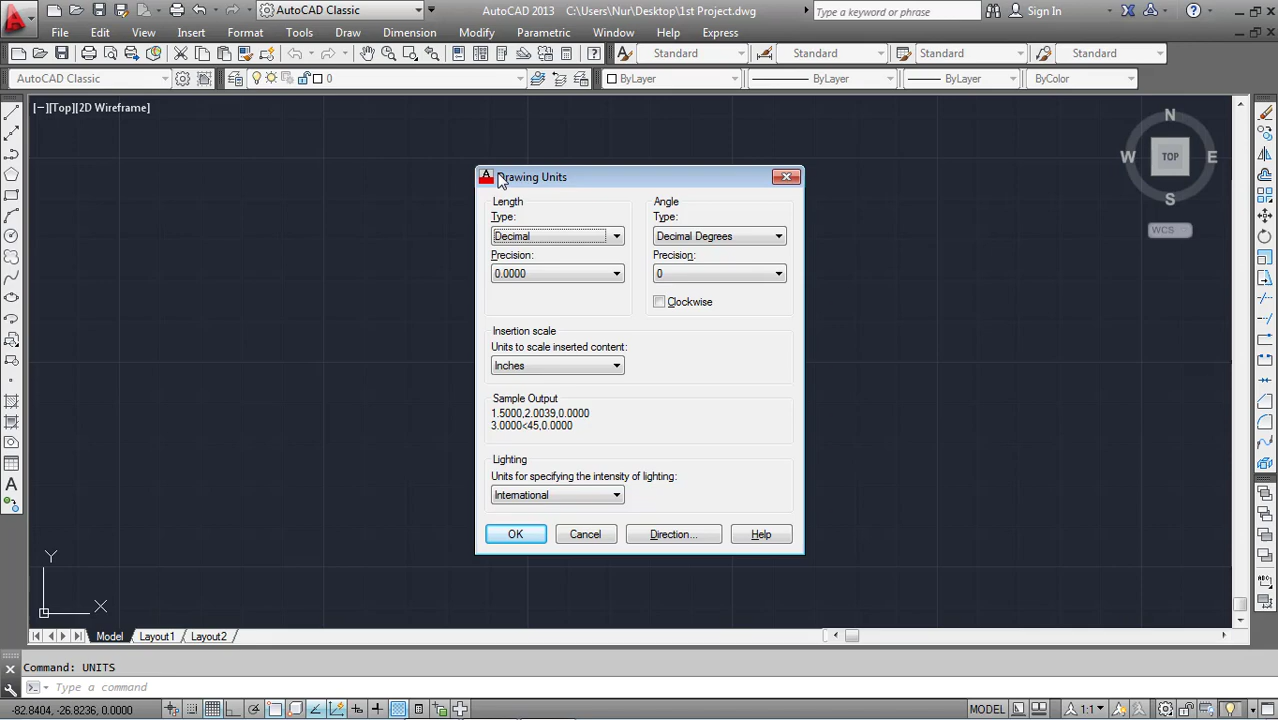 AutoCAD Classic
AutoCAD 2013 C:\Users\Nur\Desktop\1st Project.dwg
Type a keyword or phrase
Sign In
File Edit View Insert Format Tools Draw Dimension Modify Parametric Window Help Express
Standard Standard Standard Standard
AutoCAD Classic 0 ByLayer ByLayer ByLayer ByColor
[−][Top][2D Wireframe]
N
W TOP E
S
WCS
Drawing Units
Length
Type:
Decimal
Precision:
0.0000
Angle
Type:
Decimal Degrees
Precision:
0
Clockwise
Insertion scale
Units to scale inserted content:
Inches
Sample Output
1.5000,2.0039,0.0000
3.0000<45,0.0000
Lighting
Units for specifying the intensity of lighting:
International
OK Cancel Direction... Help
Y
X
Model Layout1 Layout2
Command: UNITS
Type a command
-82.8404, -26.8236, 0.0000
MODEL
1:1